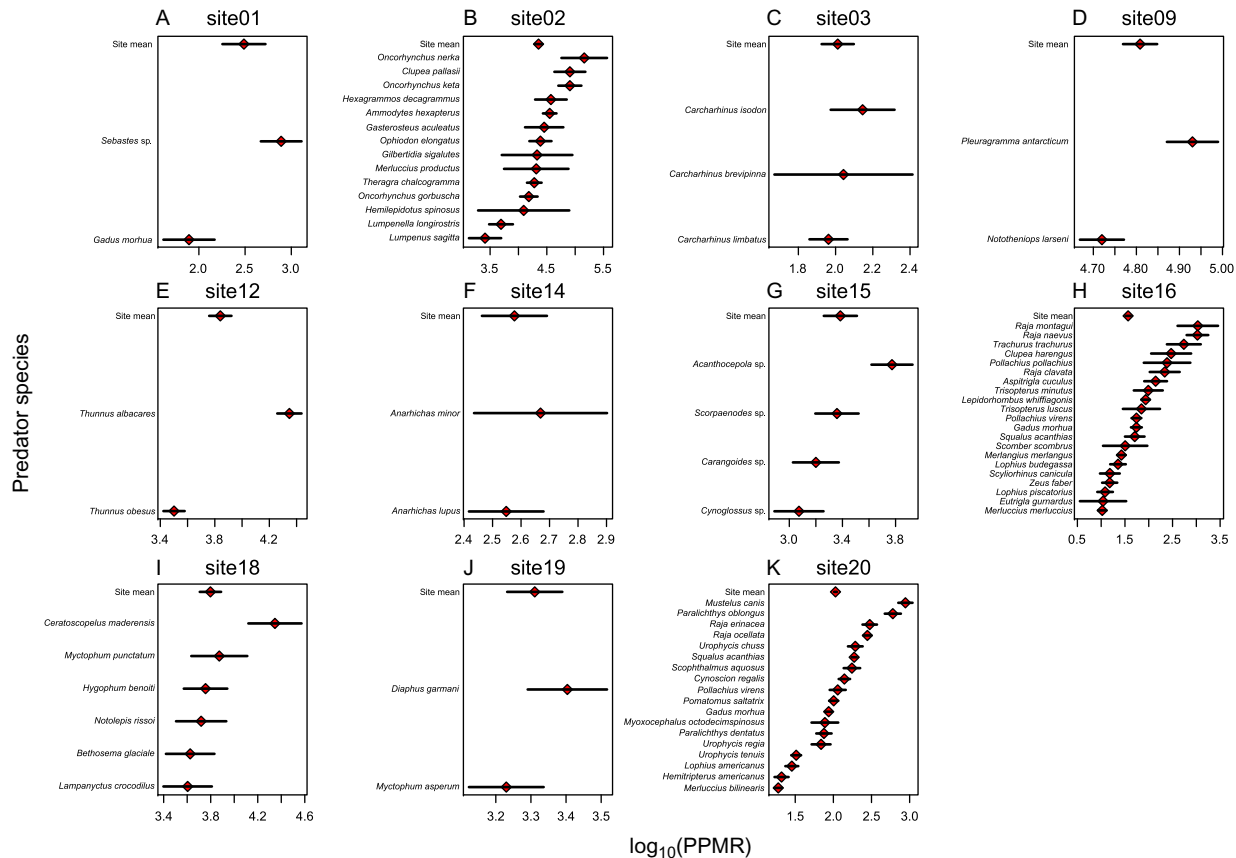 A site01
Site mean
Sebastes sp.
Gadus morhua
2.0 2.5 3.0
B site02
Site mean
Oncorhynchus nerka
Clupea pallasii
Oncorhynchus keta
Hexagrammos decagrammus
Ammodytes hexapterus
Gasterosteus aculeatus
Ophiodon elongatus
Gilbertidia sigalutes
Merluccius productus
Theragra chalcogramma
Oncorhynchus gorbuscha
Hemilepidotus spinosus
Lumpenella longirostris
Lumpenus sagitta
3.5 4.5 5.5
C site03
Site mean
Carcharhinus isodon
Carcharhinus brevipinna
Carcharhinus limbatus
1.8 2.0 2.2 2.4
D site09
Site mean
Pleuragramma antarcticum
Nototheniops larseni
4.70 4.80 4.90 5.00
E site12
Site mean
Thunnus albacares
Thunnus obesus
3.4 3.8 4.2
F site14
Site mean
Anarhichas minor
Anarhichas lupus
2.4 2.5 2.6 2.7 2.8 2.9
G site15
Site mean
Acanthocepola sp.
Scorpaenodes sp.
Carangoides sp.
Cynoglossus sp.
3.0 3.4 3.8
H site16
Site mean
Raja montagui
Raja naevus
Trachurus trachurus
Clupea harengus
Pollachius pollachius
Raja clavata
Aspitrigla cuculus
Trisopterus minutus
Lepidorhombus whiffiagonis
Trisopterus luscus
Pollachius virens
Gadus morhua
Squalus acanthias
Scomber scombrus
Merlangius merlangus
Lophius budegassa
Scyliorhinus canicula
Zeus faber
Lophius piscatorius
Eutrigla gurnardus
Merluccius merluccius
0.5 1.5 2.5 3.5
I site18
Site mean
Ceratoscopelus maderensis
Myctophum punctatum
Hygophum benoiti
Notolepis rissoi
Bethosema glaciale
Lampanyctus crocodilus
3.4 3.8 4.2 4.6
J site19
Site mean
Diaphus garmani
Myctophum asperum
3.2 3.3 3.4 3.5
K site20
Site mean
Mustelus canis
Paralichthys oblongus
Raja erinacea
Raja ocellata
Urophycis chuss
Squalus acanthias
Scophthalmus aquosus
Cynoscion regalis
Pollachius virens
Pomatomus saltatrix
Gadus morhua
Myoxocephalus octodecimspinosus
Paralichthys dentatus
Urophycis regia
Urophycis tenuis
Lophius americanus
Hemitripterus americanus
Merluccius bilinearis
1.5 2.0 2.5 3.0
Predator species
log10(PPMR)